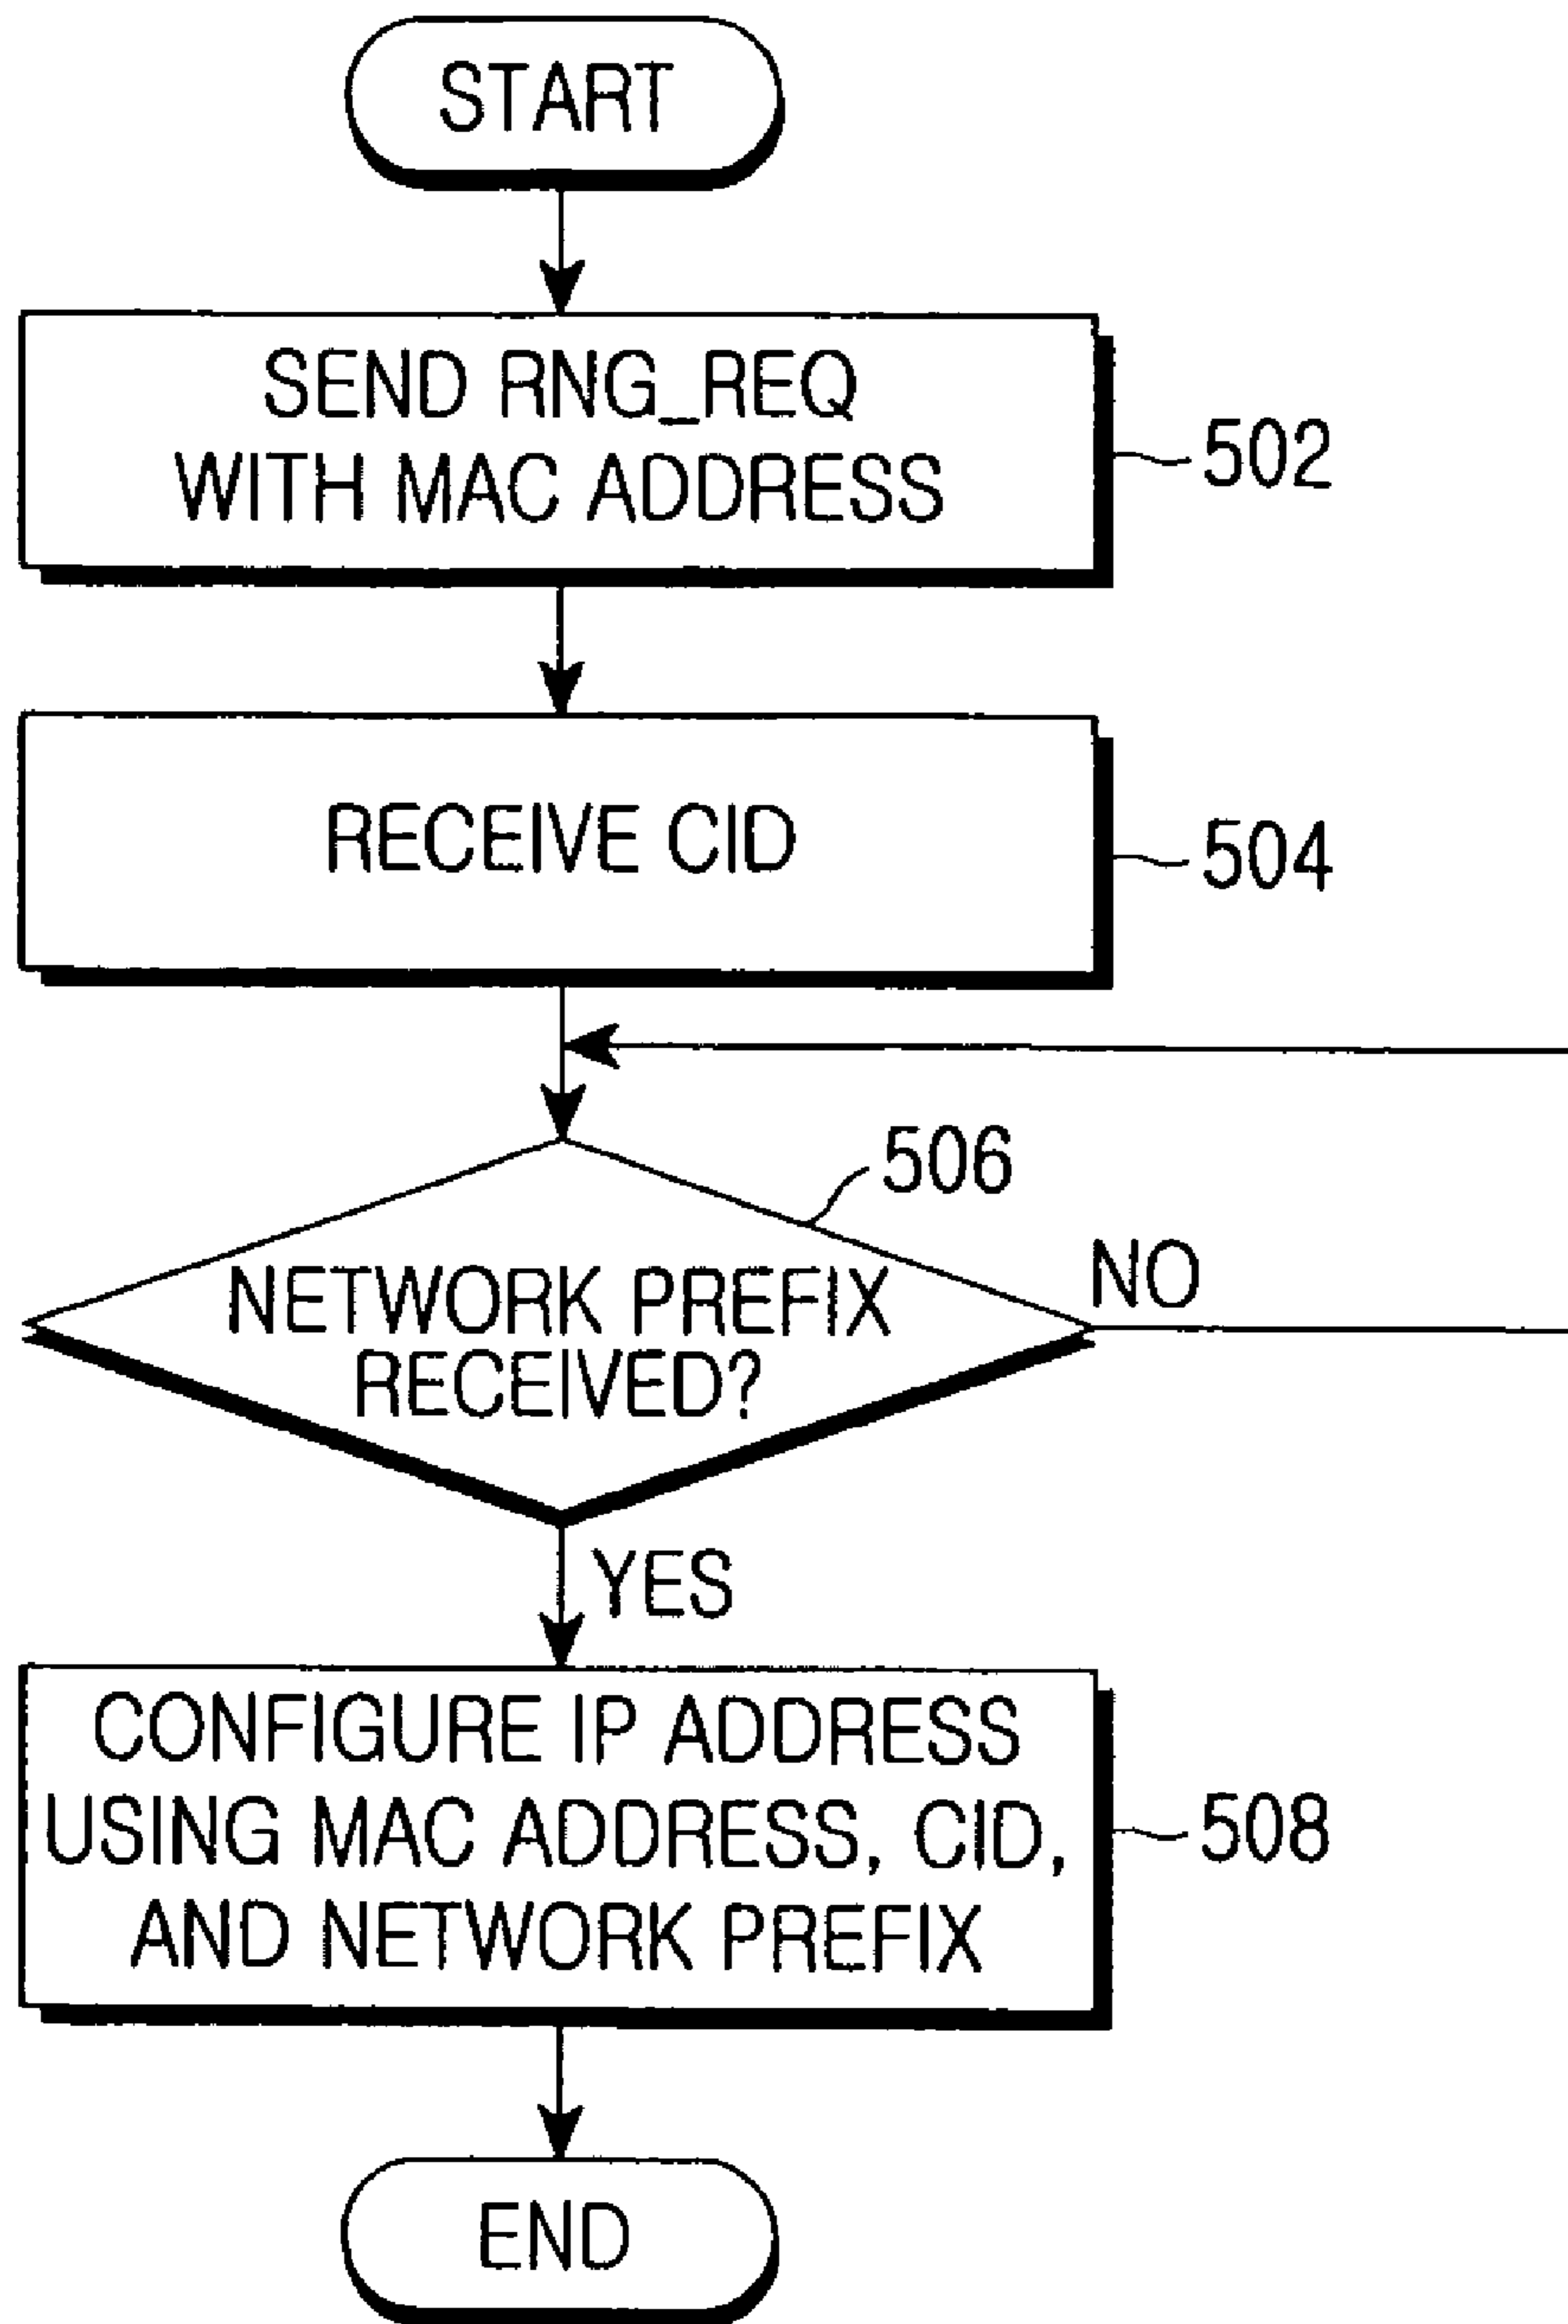 START
SEND RNG_REQ
WITH MAC ADDRESS
502
RECEIVE CID
504
506
NETWORK PREFIX
RECEIVED?
NO
YES
CONFIGURE IP ADDRESS
USING MAC ADDRESS, CID,
AND NETWORK PREFIX
508
END